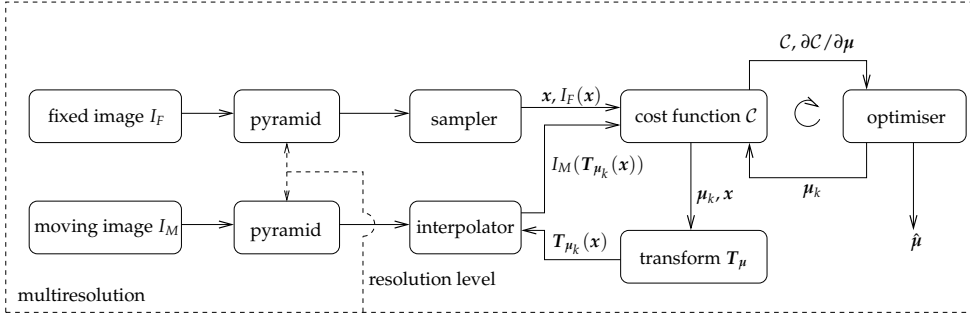 𝒞, ∂𝒞/∂μ
x, I_F(x)
fixed image I_F
pyramid
sampler
cost function 𝒞
optimiser
I_M(T_{μ_k}(x))
μ_k, x
μ_k
moving image I_M
pyramid
interpolator
T_{μ_k}(x)
transform T_μ
μ̂
resolution level
multiresolution